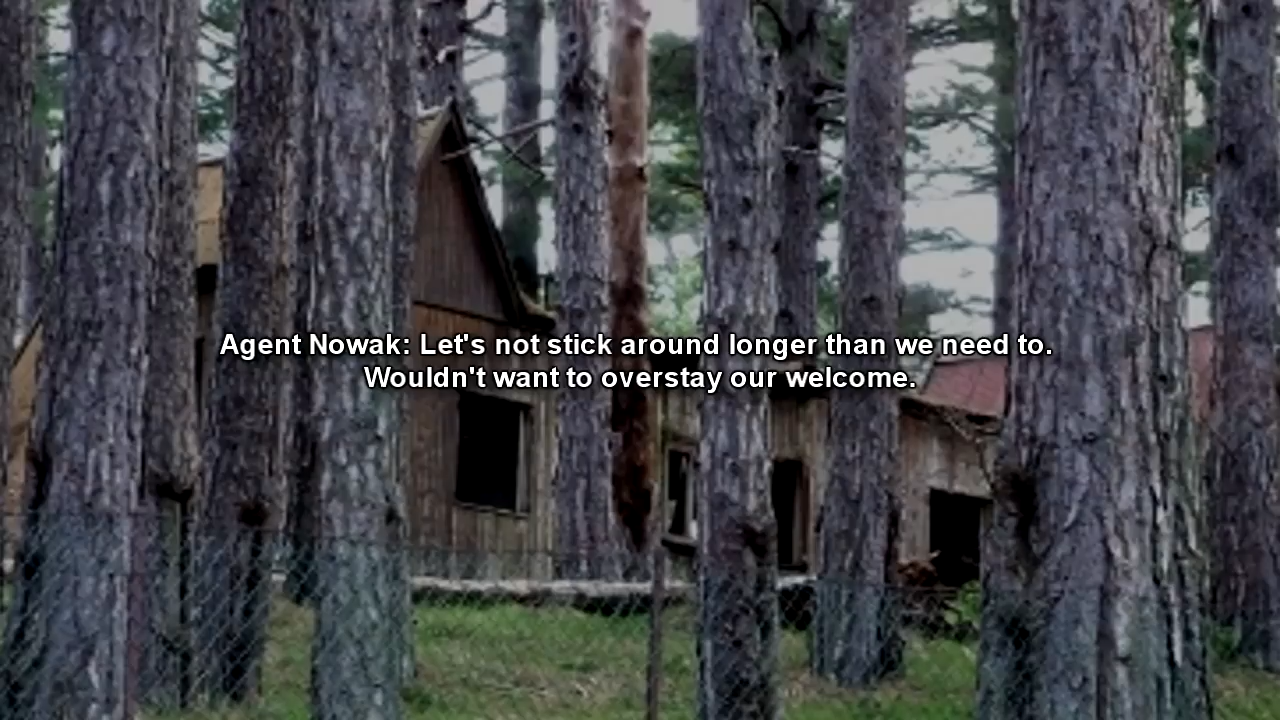 Agent Nowak: Let's not stick around longer than we need to.
Wouldn't want to overstay our welcome.